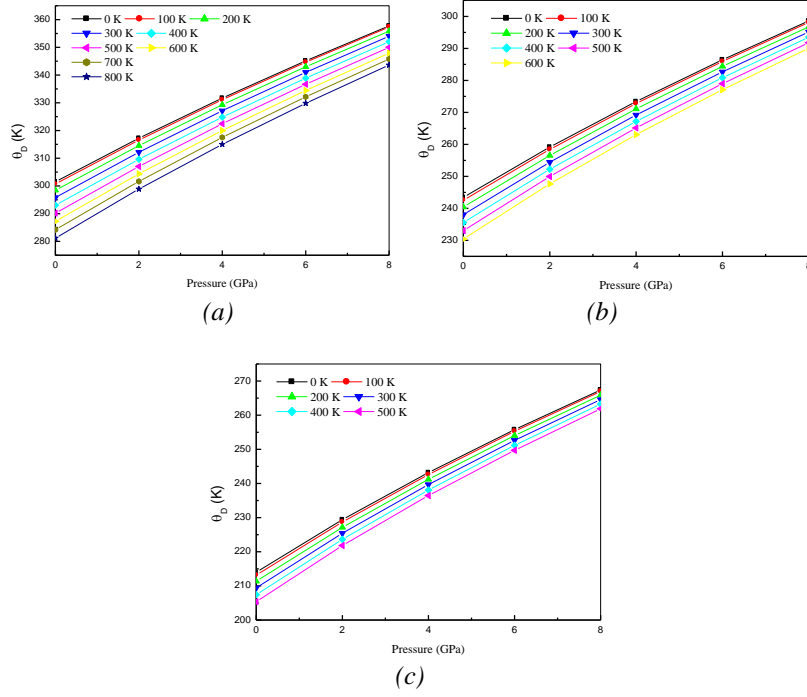 360
350
340
330
320
310
300
290
280
θ_D (K)
0 K 100 K 200 K
300 K 400 K
500 K 600 K
700 K
800 K
0 2 4 6 8
Pressure (GPa)
(a)
300
290
280
270
260
250
240
230
θ_D (K)
0 K 100 K
200 K 300 K
400 K 500 K
600 K
0 2 4 6 8
Pressure (GPa)
(b)
270
260
250
240
230
220
210
200
θ_D (K)
0 K 100 K
200 K 300 K
400 K 500 K
0 2 4 6 8
Pressure (GPa)
(c)